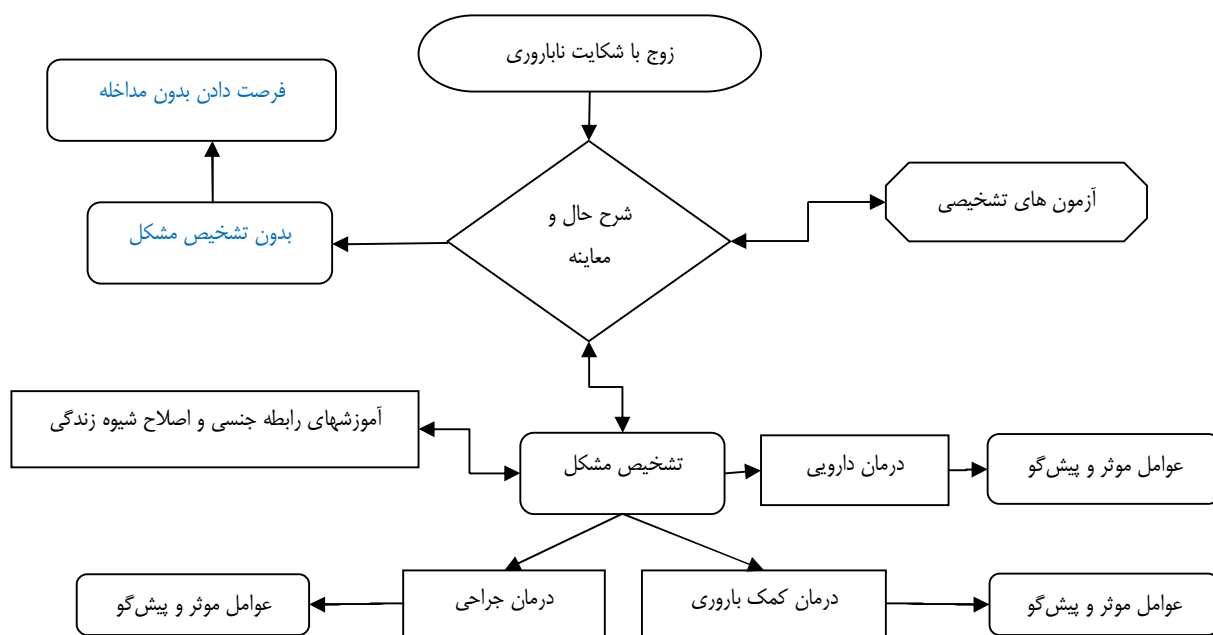 زوج با شکایت ناباروری
فرصت دادن بدون مداخله
آزمون های تشخیصی
شرح حال و
معاینه
بدون تشخیص مشکل
آموزشهای رابطه جنسی و اصلاح شیوه زندگی
تشخیص مشکل
درمان دارویی
عوامل موثر و پیش‌گو
عوامل موثر و پیش‌گو
درمان جراحی
درمان کمک باروری
عوامل موثر و پیش‌گو